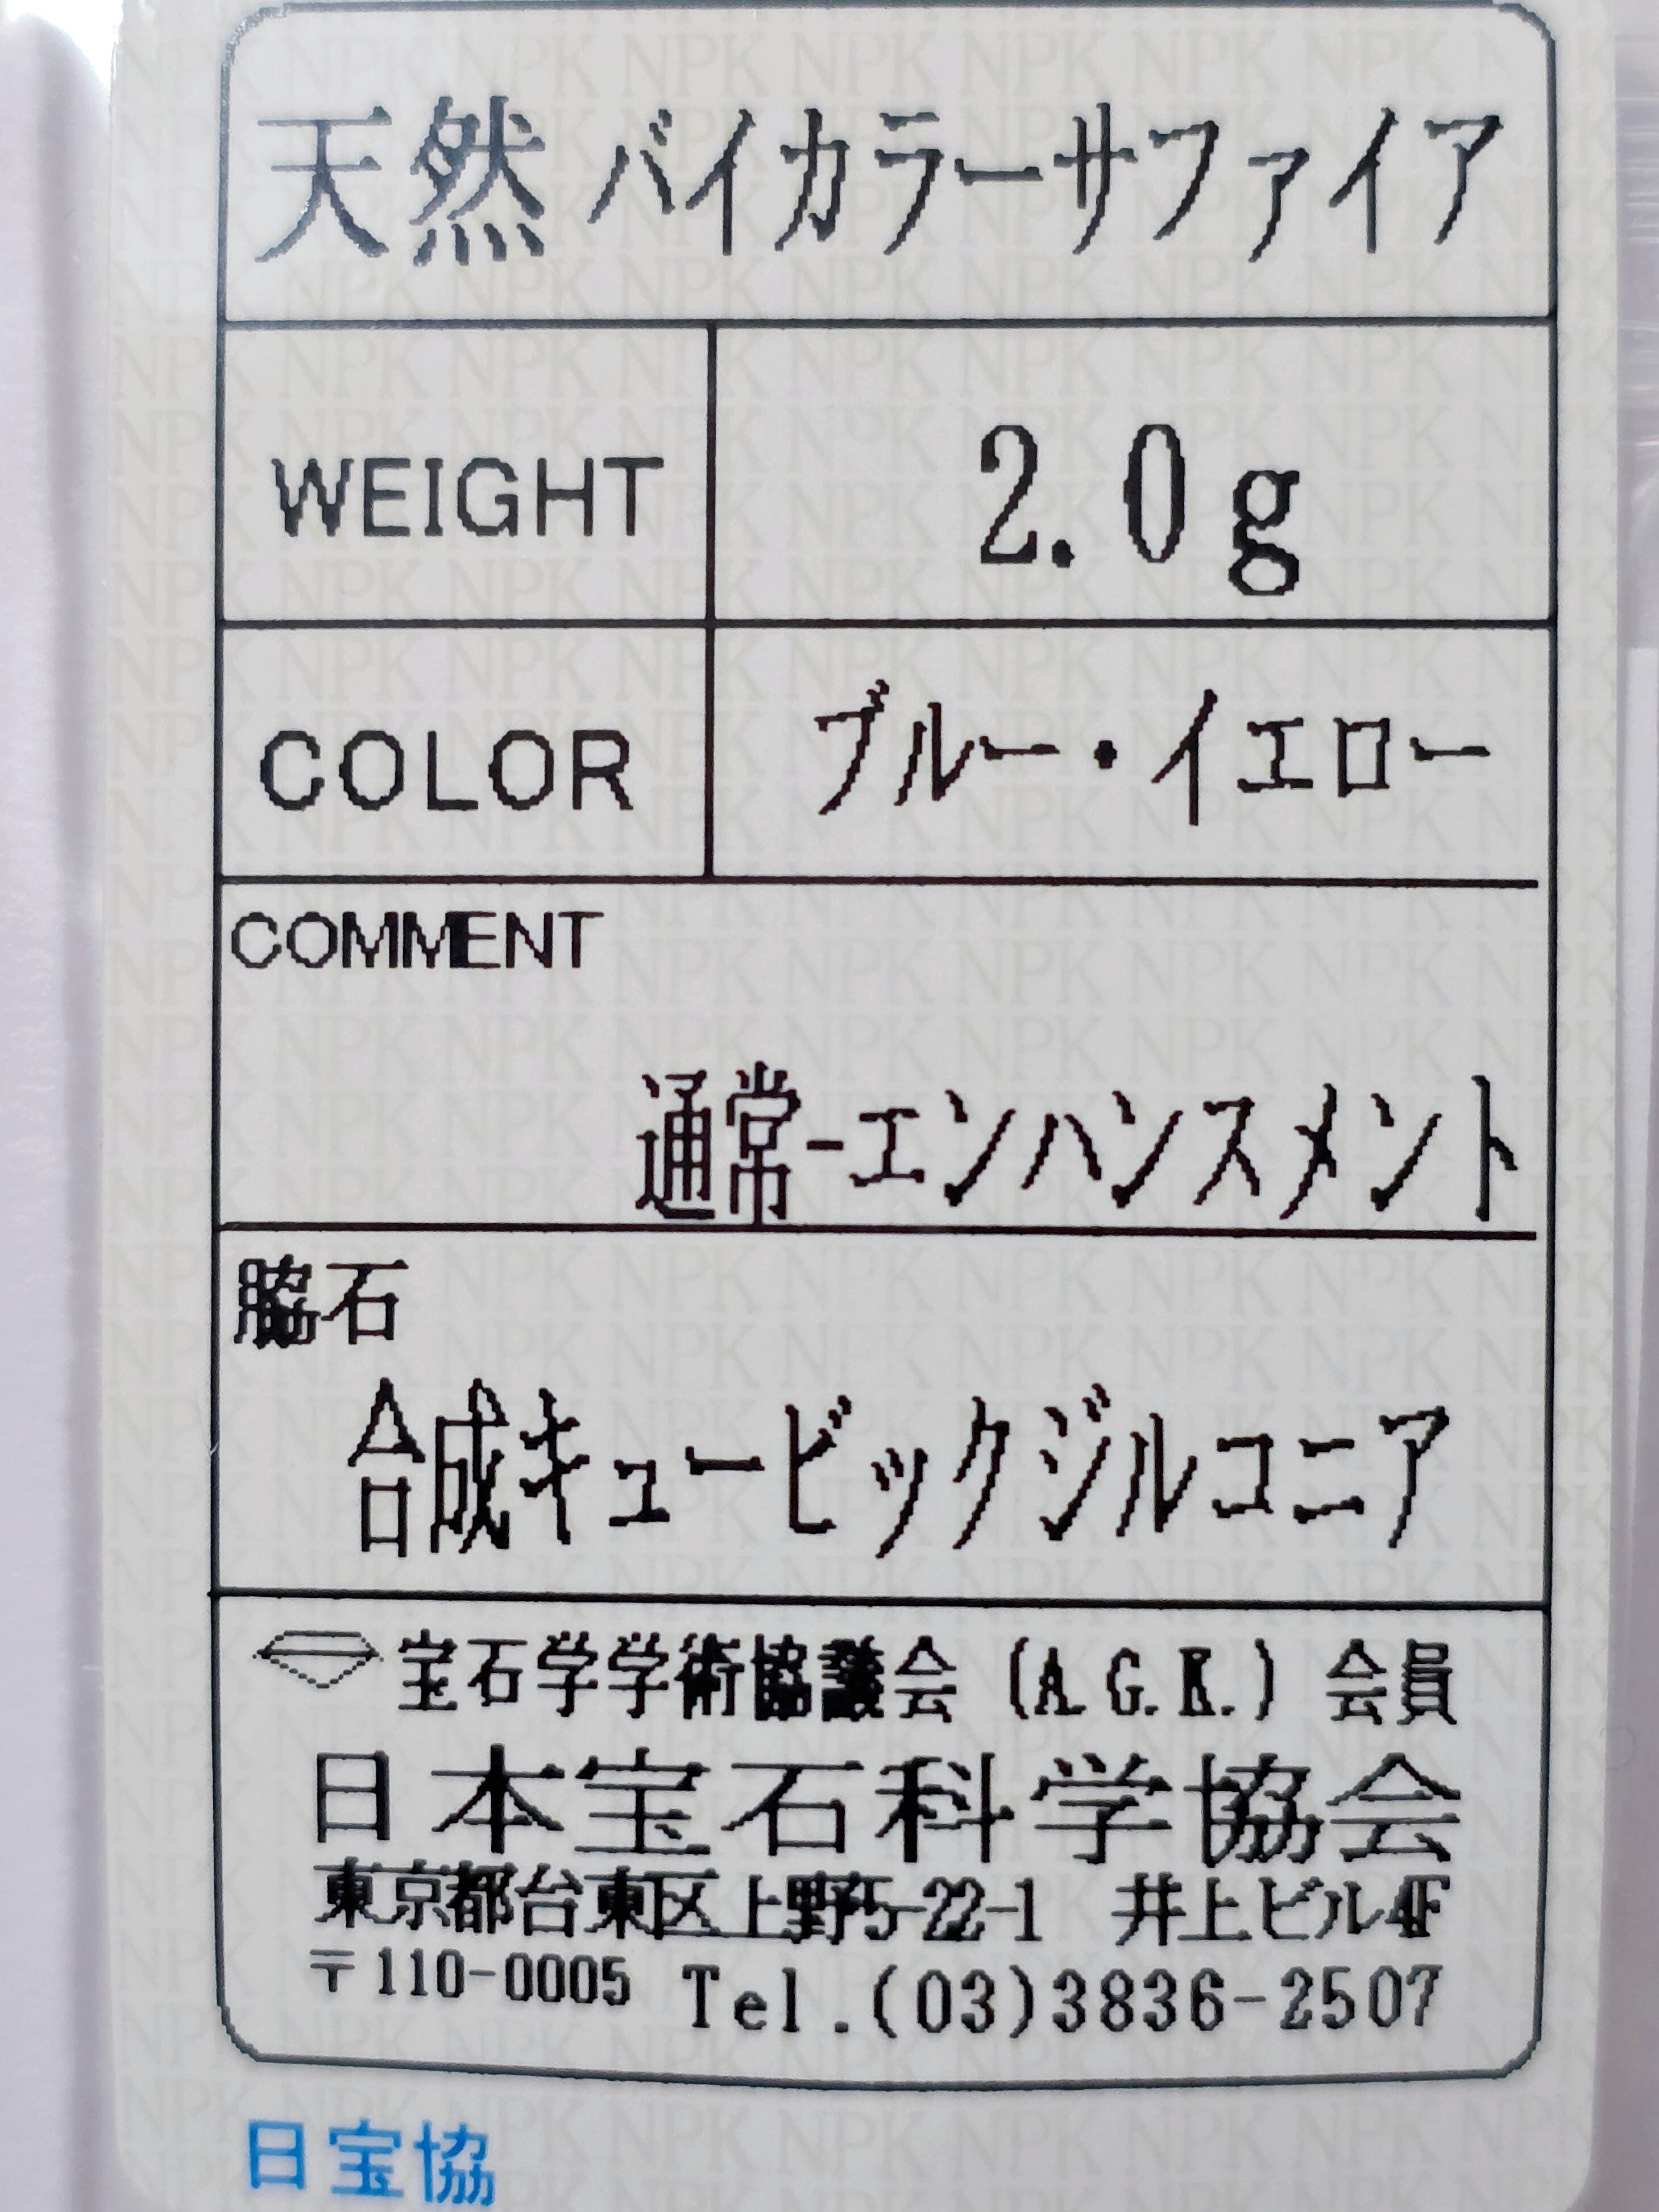 天然 バイカラーサファイア
WEIGHT 2.0g
COLOR ブルー・イエロー
COMMENT
通常-エンハンスメント
脇石
合成キュービックジルコニア
宝石学学術協議会 (A.G.R.) 会員
日本宝石科学協会
東京都台東区上野5-22-1 井上ビル4F
〒110-0005 Tel.(03)3836-2507
日宝協